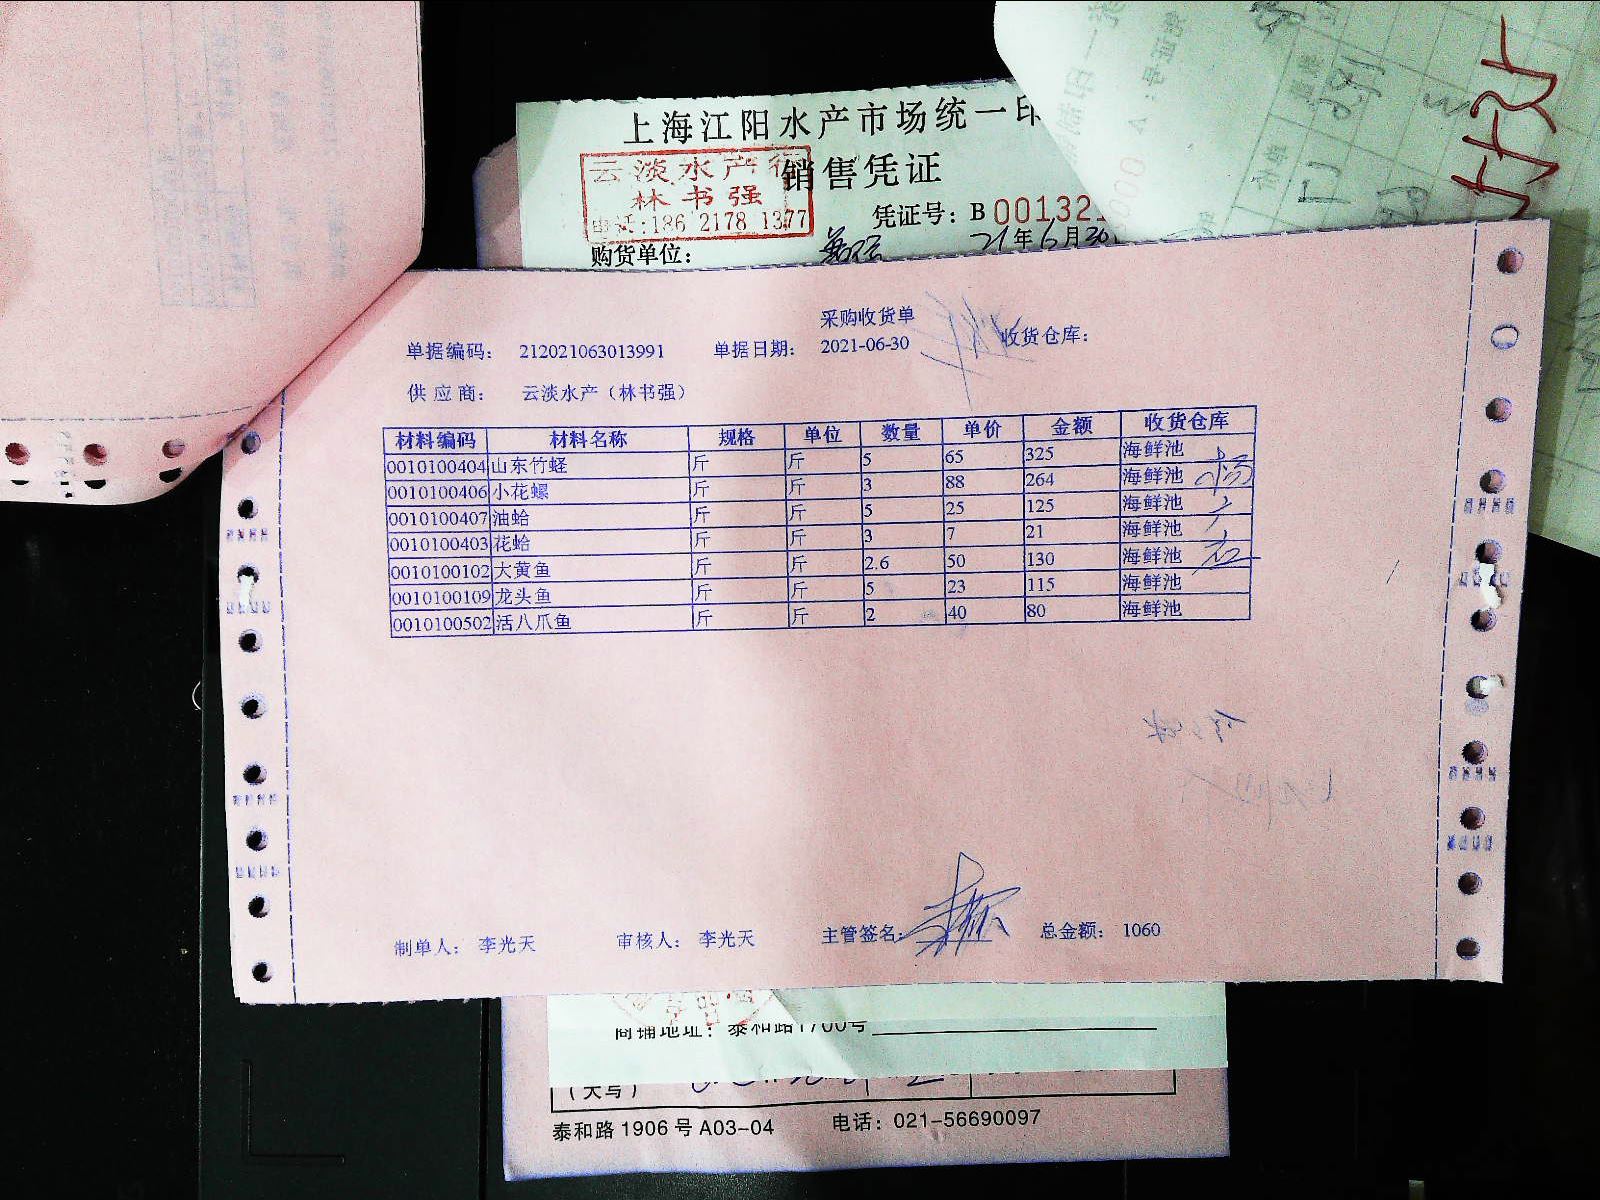 上海江阳水产市场统一印
云淡水产行
销售凭证
林书强
电话:186 2178 1377
凭证号: B 00132
购货单位:
21年6月30
采购收货单
单据编码: 212021063013991 单据日期: 2021-06-30 收货仓库:
供应商: 云淡水产(林书强)
材料编码 材料名称 规格 单位 数量 单价 金额 收货仓库
0010100404 山东竹蛏 斤 斤 5 65 325 海鲜池
0010100406 小花螺 斤 斤 3 88 264 海鲜池
0010100407 油蛤 斤 斤 5 25 125 海鲜池
0010100403 花蛤 斤 斤 3 7 21 海鲜池
0010100102 大黄鱼 斤 斤 2.6 50 130 海鲜池
0010100109 龙头鱼 斤 斤 5 23 115 海鲜池
0010100502 活八爪鱼 斤 斤 2 40 80 海鲜池
制单人: 李光天 审核人: 李光天 主管签名: 总金额: 1060
商铺地址: 泰和路1700号
(大写)
泰和路1906号A03-04 电话: 021-56690097